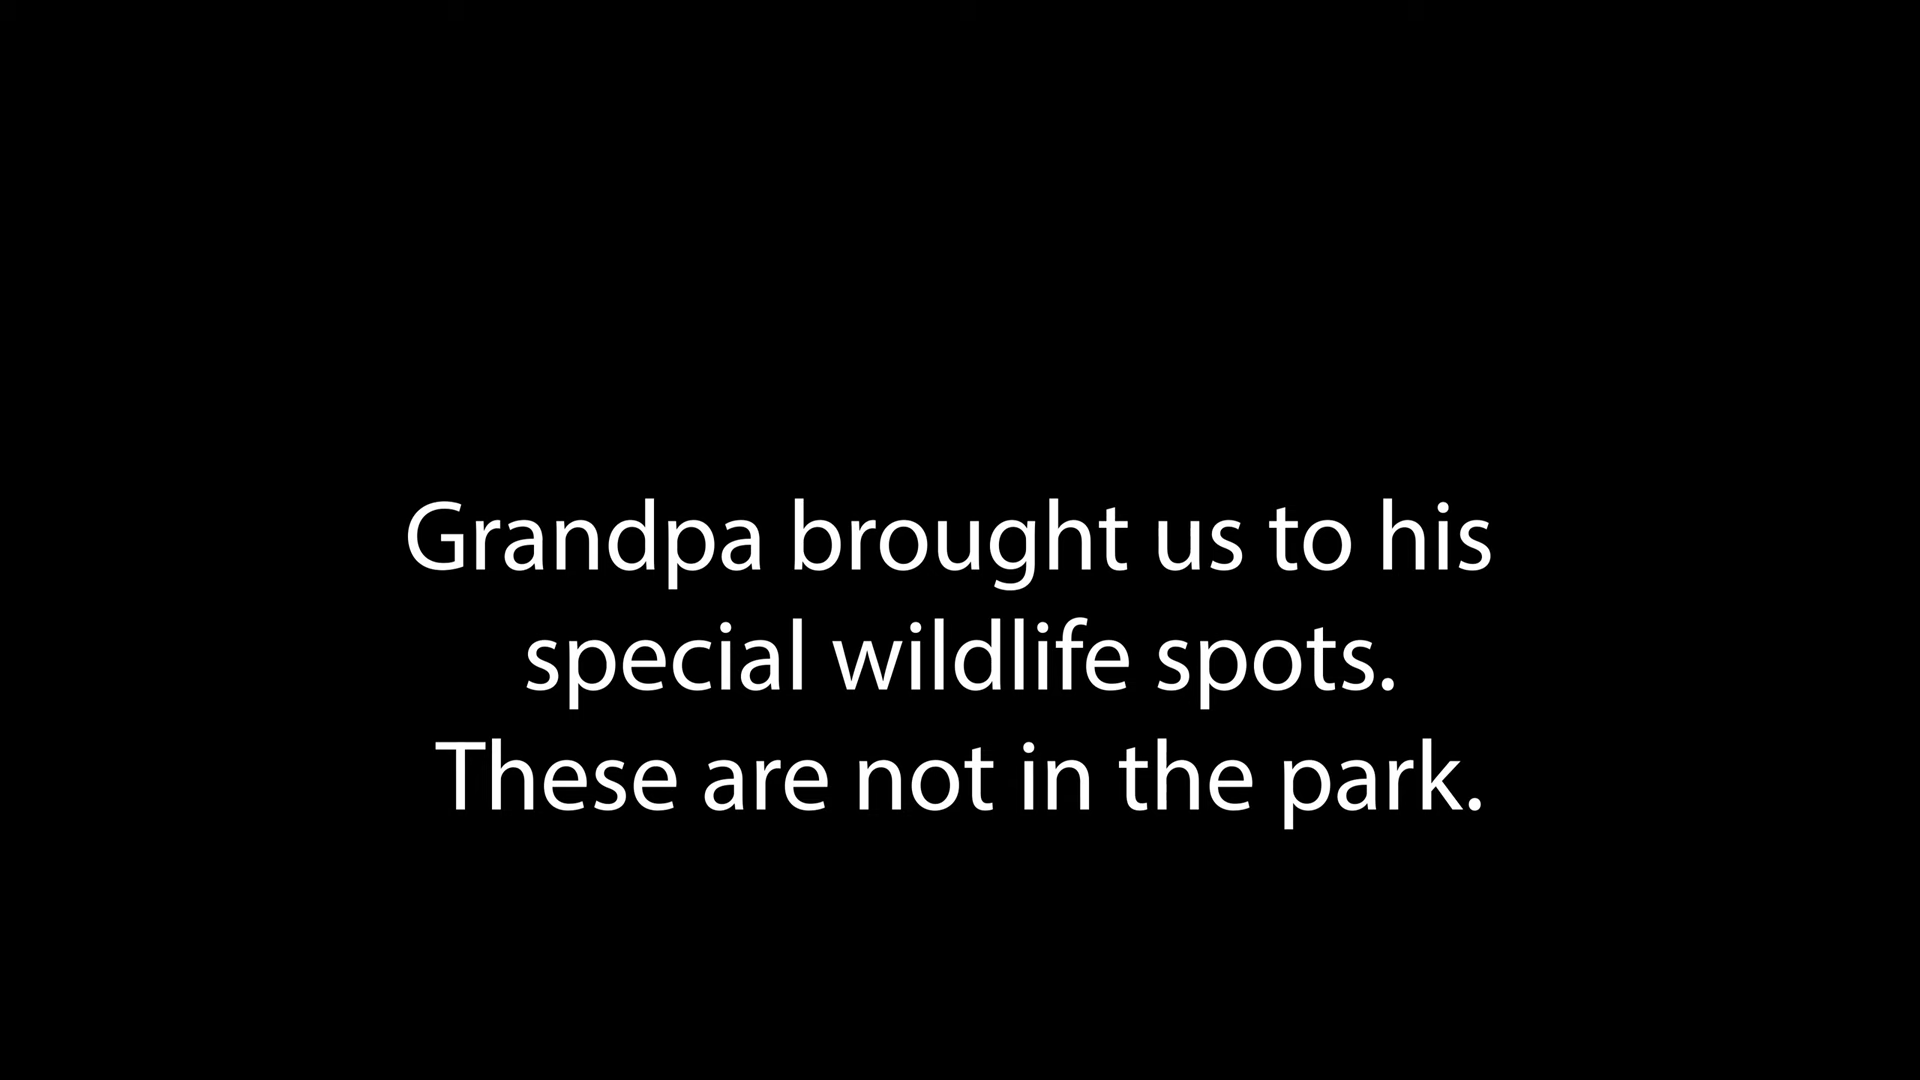 Grandpa brought us to his
special wildlife spots.
These are not in the park.